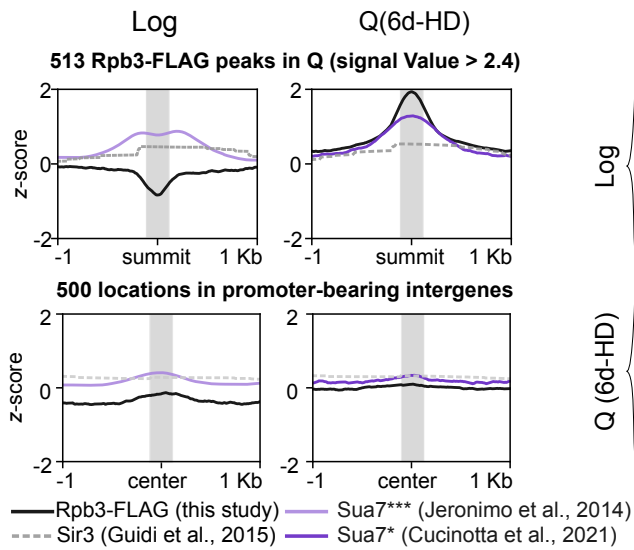 Log Q(6d-HD)
513 Rpb3-FLAG peaks in Q (signal Value > 2.4)
2 2
z-score 0 0 Log
-2 -2
-1 summit 1 Kb -1 summit 1 Kb
500 locations in promoter-bearing intergenes
2 2
z-score 0 0 Q (6d-HD)
-2 -2
-1 center 1 Kb -1 center 1 Kb
Rpb3-FLAG (this study) Sua7*** (Jeronimo et al., 2014)
Sir3 (Guidi et al., 2015) Sua7* (Cucinotta et al., 2021)